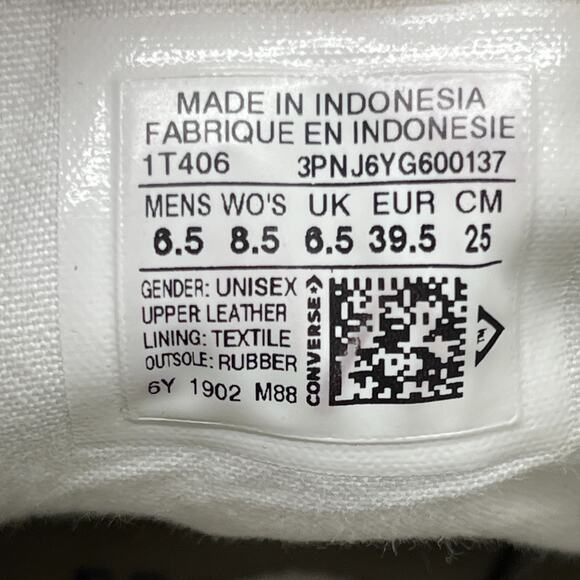 MADE IN INDONESIA
FABRIQUE EN INDONESIE
1T406 3PNJ6YG600137
MENS WO'S UK EUR CM
6.5 8.5 6.5 39.5 25
GENDER: UNISEX
UPPER LEATHER
LINING: TEXTILE
OUTSOLE: RUBBER
6Y 1902 M88
CONVERSE